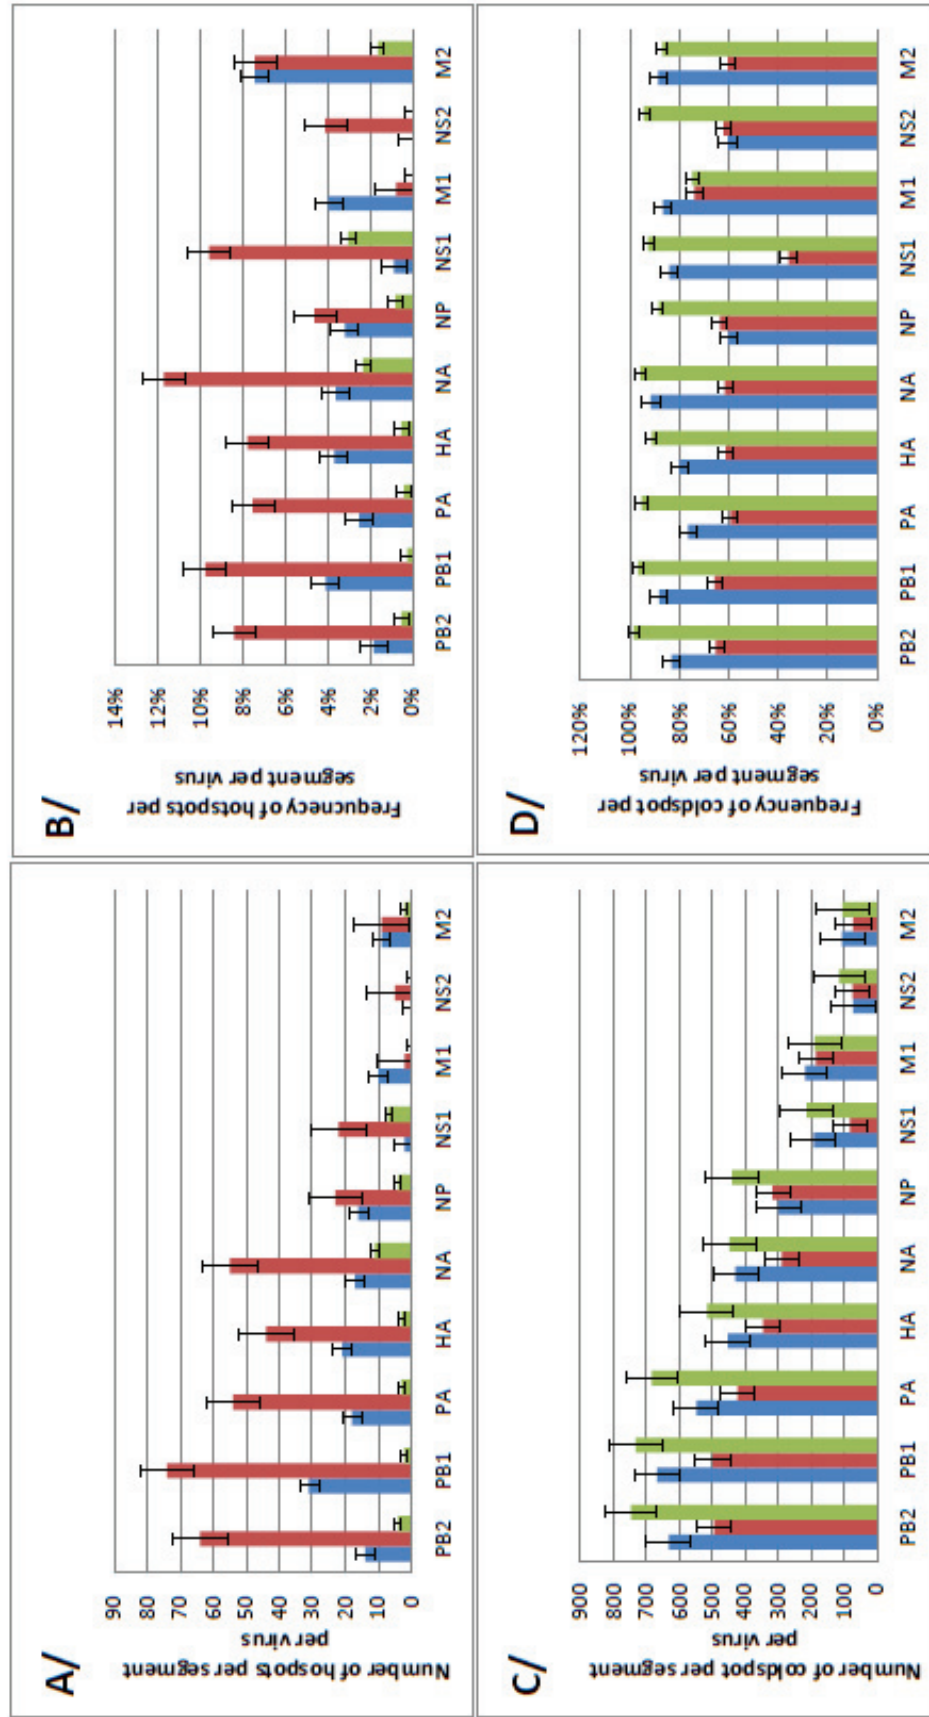 A/
Number of hospots per segment
per virus
90
80
70
60
50
40
30
20
10
0
PB2 PB1 PA HA NA NP NS1 M1 NS2 M2
B/
Frequcnecy of hotspots per
segment per virus
14%
12%
10%
8%
6%
4%
2%
0%
PB2 PB1 PA HA NA NP NS1 M1 NS2 M2
C/
Number of coldspot per segment
per virus
900
800
700
600
500
400
300
200
100
0
PB2 PB1 PA HA NA NP NS1 M1 NS2 M2
D/
Frequency of coldspot per
segment per virus
120%
100%
80%
60%
40%
20%
0%
PB2 PB1 PA HA NA NP NS1 M1 NS2 M2